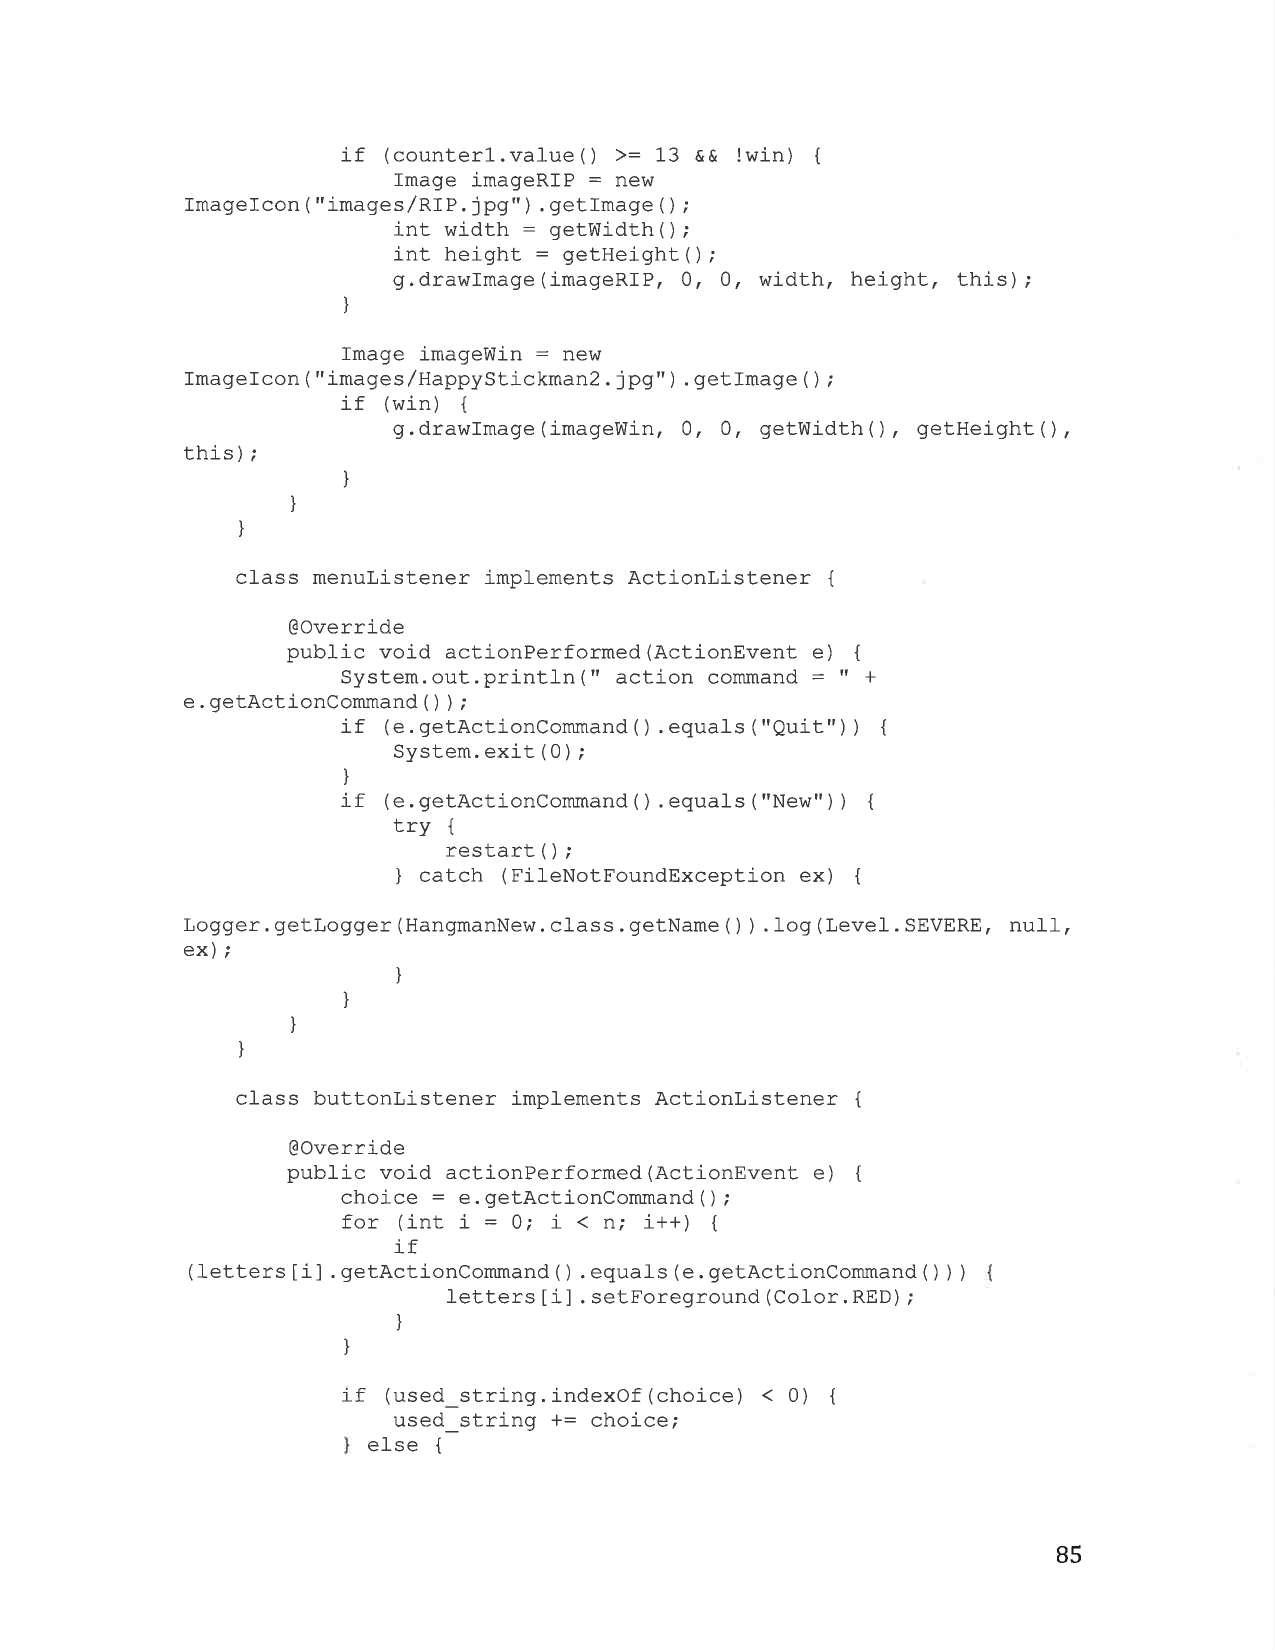 if (counter1.value() >= 13 && !win) {
Image imageRIP = new
ImageIcon("images/RIP.jpg").getImage();
int width = getWidth();
int height = getHeight();
g.drawImage(imageRIP, 0, 0, width, height, this);
}
Image imageWin = new
ImageIcon("images/HappyStickman2.jpg").getImage();
if (win) {
g.drawImage(imageWin, 0, 0, getWidth(), getHeight(),
this);
}
}
}
class menuListener implements ActionListener {
@Override
public void actionPerformed(ActionEvent e) {
System.out.println(" action command = " +
e.getActionCommand());
if (e.getActionCommand().equals("Quit")) {
System.exit(0);
}
if (e.getActionCommand().equals("New")) {
try {
restart();
} catch (FileNotFoundException ex) {
Logger.getLogger(HangmanNew.class.getName()).log(Level.SEVERE, null,
ex);
}
}
}
}
class buttonListener implements ActionListener {
@Override
public void actionPerformed(ActionEvent e) {
choice = e.getActionCommand();
for (int i = 0; i < n; i++) {
if
(letters[i].getActionCommand().equals(e.getActionCommand())) {
letters[i].setForeground(Color.RED);
}
}
if (used_string.indexOf(choice) < 0) {
used_string += choice;
} else {
85